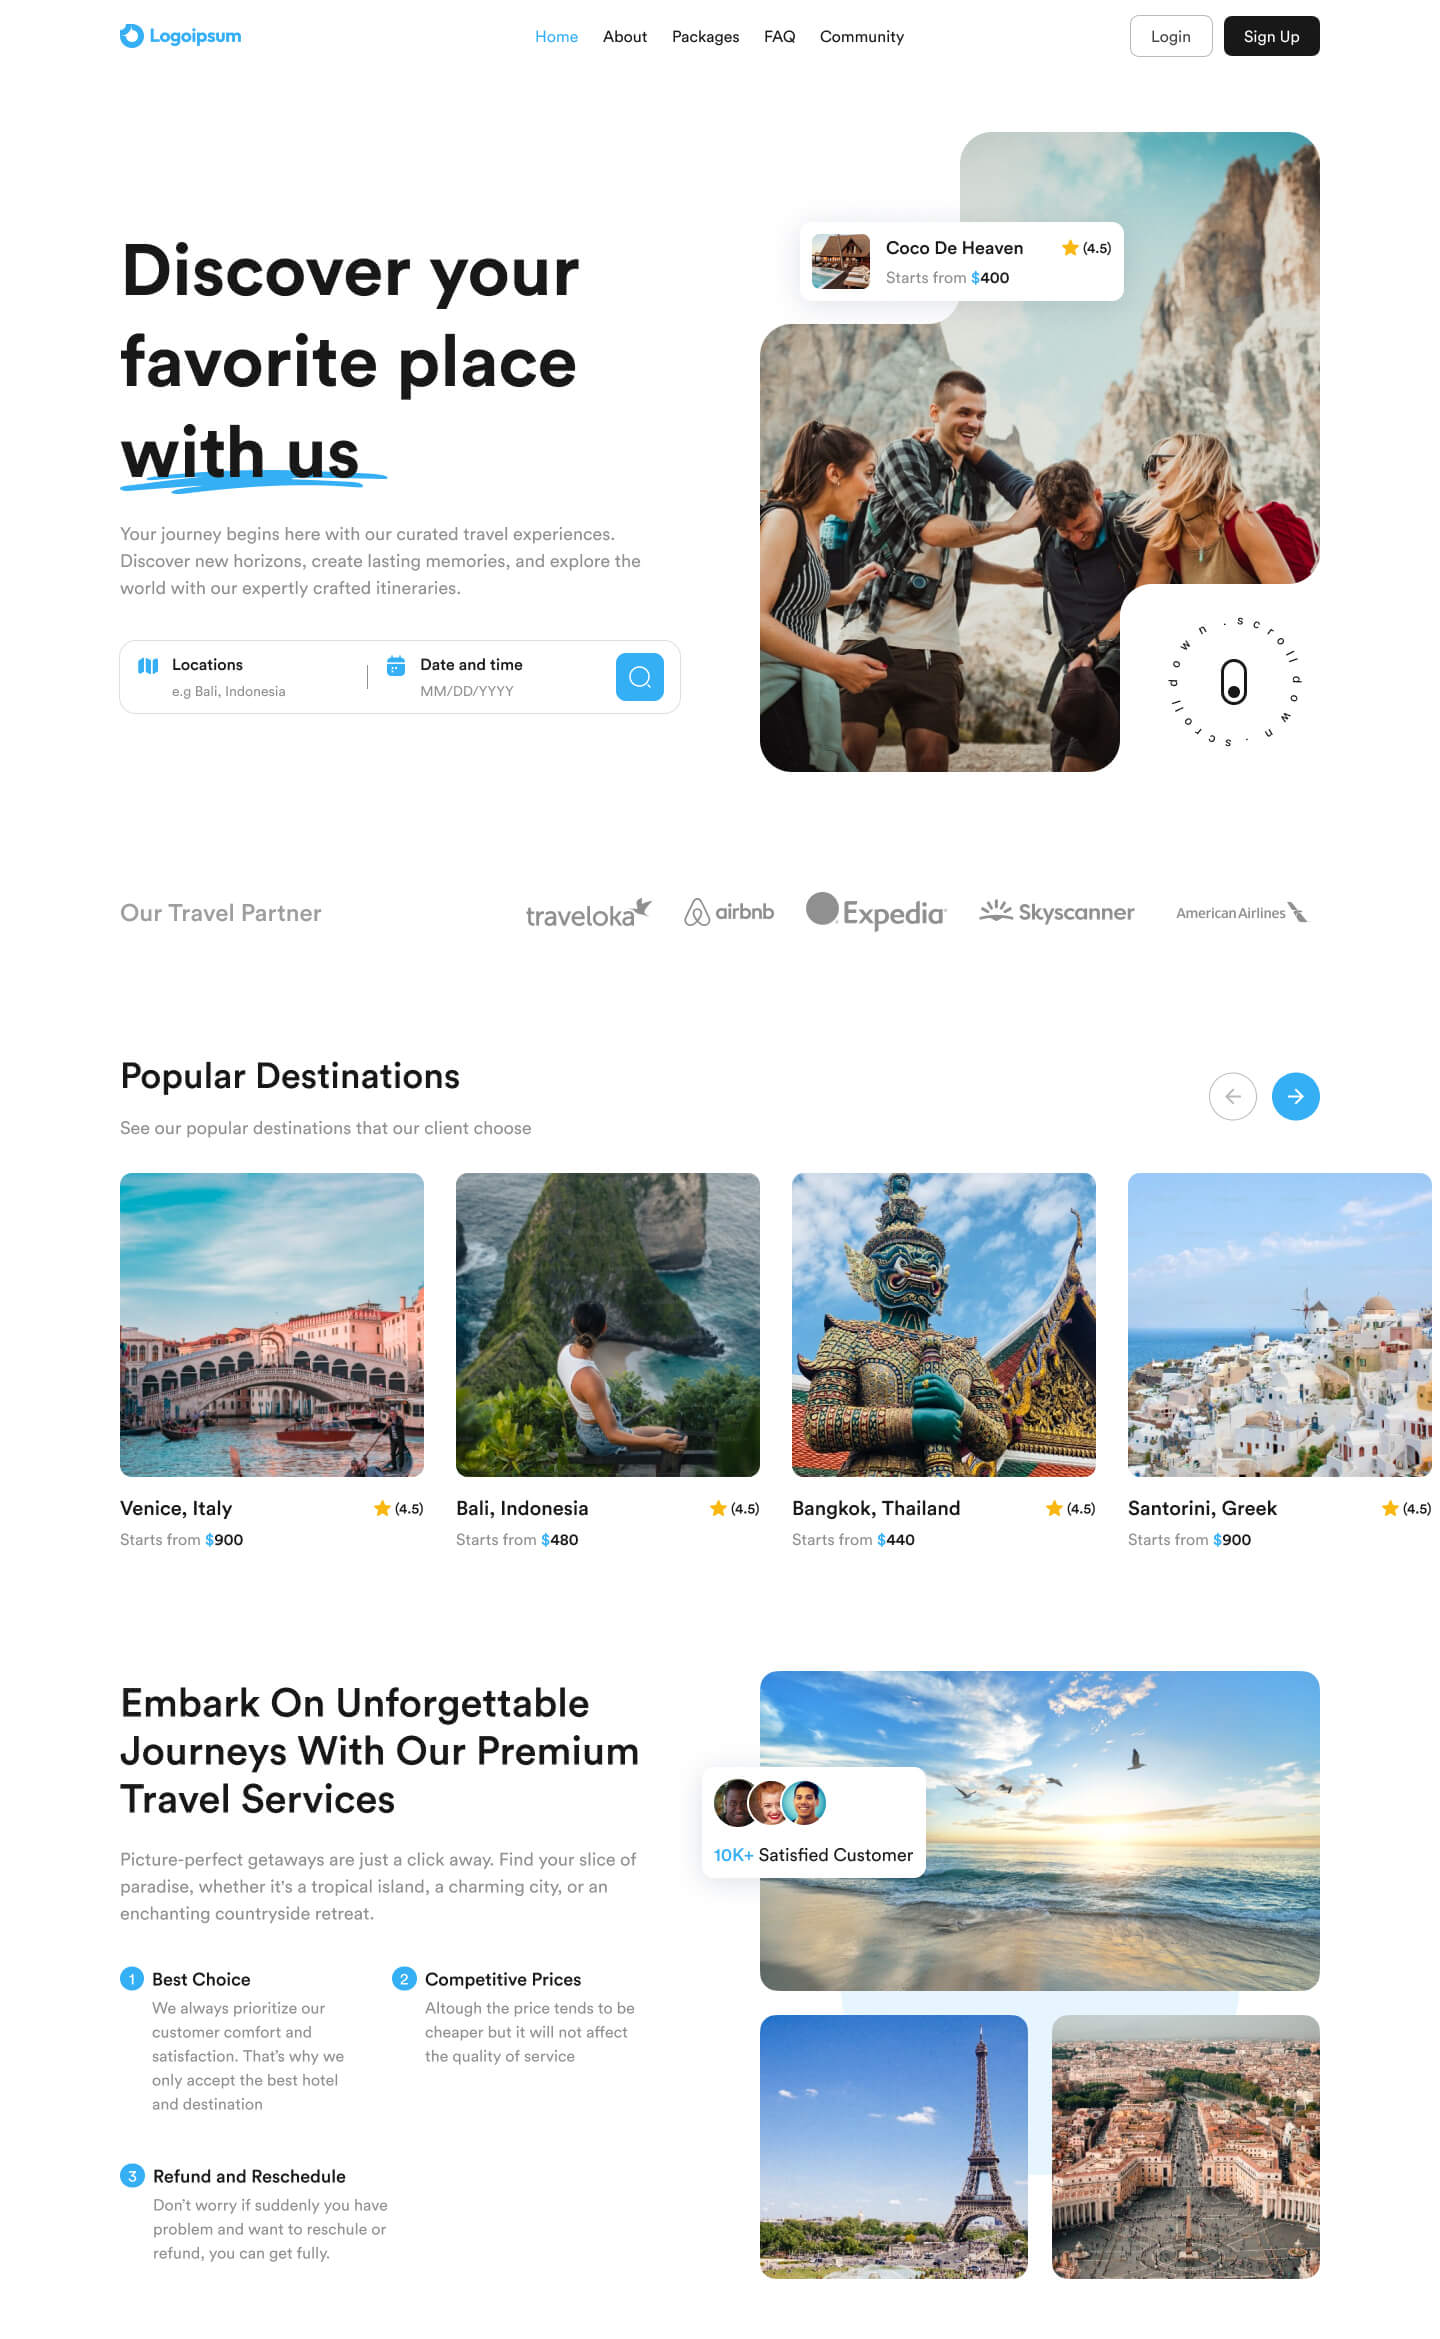 Logoipsum
Home About Packages FAQ Community
Login Sign Up
Discover your
favorite place
with us
Your journey begins here with our curated travel experiences.
Discover new horizons, create lasting memories, and explore the
world with our expertly crafted itineraries.
Locations
e.g Bali, Indonesia
Date and time
MM/DD/YYYY
Coco De Heaven (4.5)
Starts from $400
.scroll down.scroll down
Our Travel Partner
traveloka airbnb Expedia Skyscanner American Airlines
Popular Destinations
See our popular destinations that our client choose
Venice, Italy (4.5)
Starts from $900
Bali, Indonesia (4.5)
Starts from $480
Bangkok, Thailand (4.5)
Starts from $440
Santorini, Greek (4.5)
Starts from $900
Embark On Unforgettable
Journeys With Our Premium
Travel Services
Picture-perfect getaways are just a click away. Find your slice of
paradise, whether it's a tropical island, a charming city, or an
enchanting countryside retreat.
1 Best Choice
We always prioritize our
customer comfort and
satisfaction. That's why we
only accept the best hotel
and destination
2 Competitive Prices
Altough the price tends to be
cheaper but it will not affect
the quality of service
3 Refund and Reschedule
Don't worry if suddenly you have
problem and want to reschule or
refund, you can get fully.
10K+ Satisfied Customer